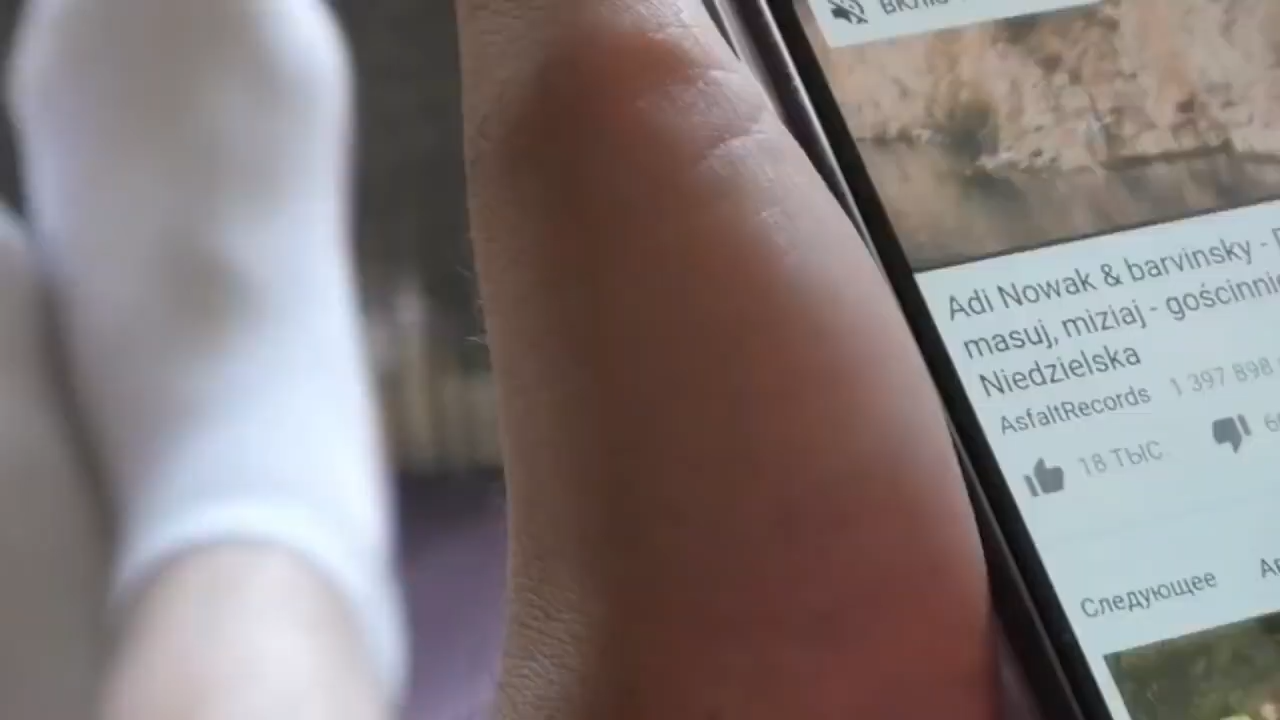 Adi Nowak & barvinsky -
masuj, miziaj - gościnnie
Niedzielska
AsfaltRecords 1 397 898
18 ТЫС.
Следующее